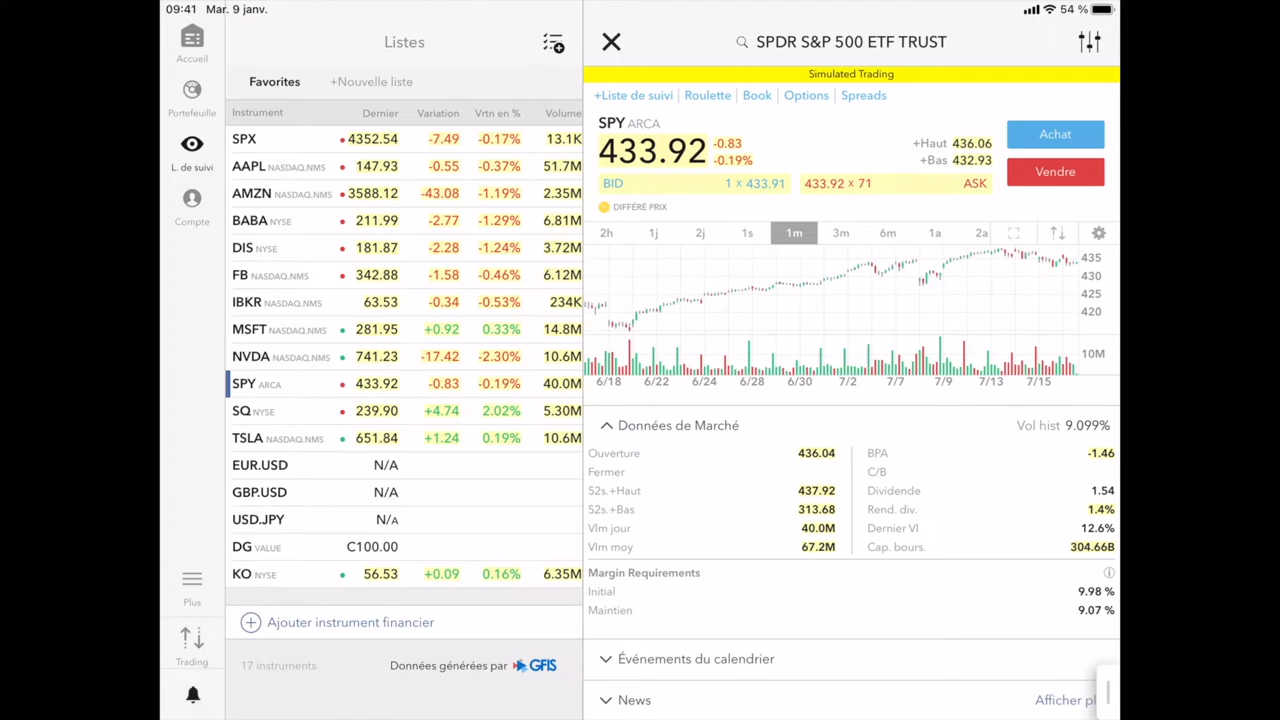 09:41 Mar. 9 janv.
54 %
Accueil
Portefeuille
L. de suivi
Compte
Plus
Trading
Listes
Favorites +Nouvelle liste
Instrument Dernier Variation Vrtn en % Volume
SPX 4352.54 -7.49 -0.17% 13.1K
AAPL NASDAQ.NMS 147.93 -0.55 -0.37% 51.7M
AMZN NASDAQ.NMS 3588.12 -43.08 -1.19% 2.35M
BABA NYSE 211.99 -2.77 -1.29% 6.81M
DIS NYSE 181.87 -2.28 -1.24% 3.72M
FB NASDAQ.NMS 342.88 -1.58 -0.46% 6.12M
IBKR NASDAQ.NMS 63.53 -0.34 -0.53% 234K
MSFT NASDAQ.NMS 281.95 +0.92 0.33% 14.8M
NVDA NASDAQ.NMS 741.23 -17.42 -2.30% 10.6M
SPY ARCA 433.92 -0.83 -0.19% 40.0M
SQ NYSE 239.90 +4.74 2.02% 5.30M
TSLA NASDAQ.NMS 651.84 +1.24 0.19% 10.6M
EUR.USD N/A
GBP.USD N/A
USD.JPY N/A
DG VALUE C100.00
KO NYSE 56.53 +0.09 0.16% 6.35M
Ajouter instrument financier
17 instruments Données générées par GFIS
SPDR S&P 500 ETF TRUST
Simulated Trading
+Liste de suivi Roulette Book Options Spreads
SPY ARCA
433.92 -0.83
-0.19%
+Haut 436.06
+Bas 432.93
Achat
Vendre
BID 1 x 433.91 433.92 x 71 ASK
DIFFÉRÉ PRIX
2h 1j 2j 1s 1m 3m 6m 1a 2a
435
430
425
420
10M
6/18 6/22 6/24 6/28 6/30 7/2 7/7 7/9 7/13 7/15
Données de Marché Vol hist 9.099%
Ouverture 436.04 BPA -1.46
Fermer C/B
52s.+Haut 437.92 Dividende 1.54
52s.+Bas 313.68 Rend. div. 1.4%
Vlm jour 40.0M Dernier VI 12.6%
Vlm moy 67.2M Cap. bours. 304.66B
Margin Requirements
Initial 9.98 %
Maintien 9.07 %
Événements du calendrier
News Afficher pl